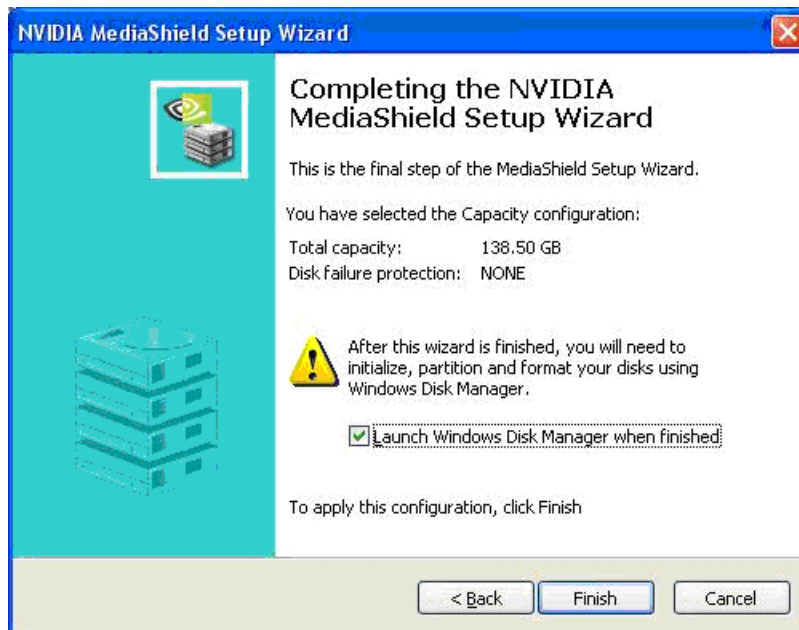 NVIDIA MediaShield Setup Wizard
Completing the NVIDIA
MediaShield Setup Wizard
This is the final step of the MediaShield Setup Wizard.
You have selected the Capacity configuration:
Total capacity: 138.50 GB
Disk failure protection: NONE
After this wizard is finished, you will need to
initialize, partition and format your disks using
Windows Disk Manager.
Launch Windows Disk Manager when finished
To apply this configuration, click Finish
< Back Finish Cancel